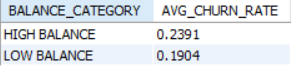 BALANCE_CATEGORY AVG_CHURN_RATE
HIGH BALANCE 0.2391
LOW BALANCE 0.1904